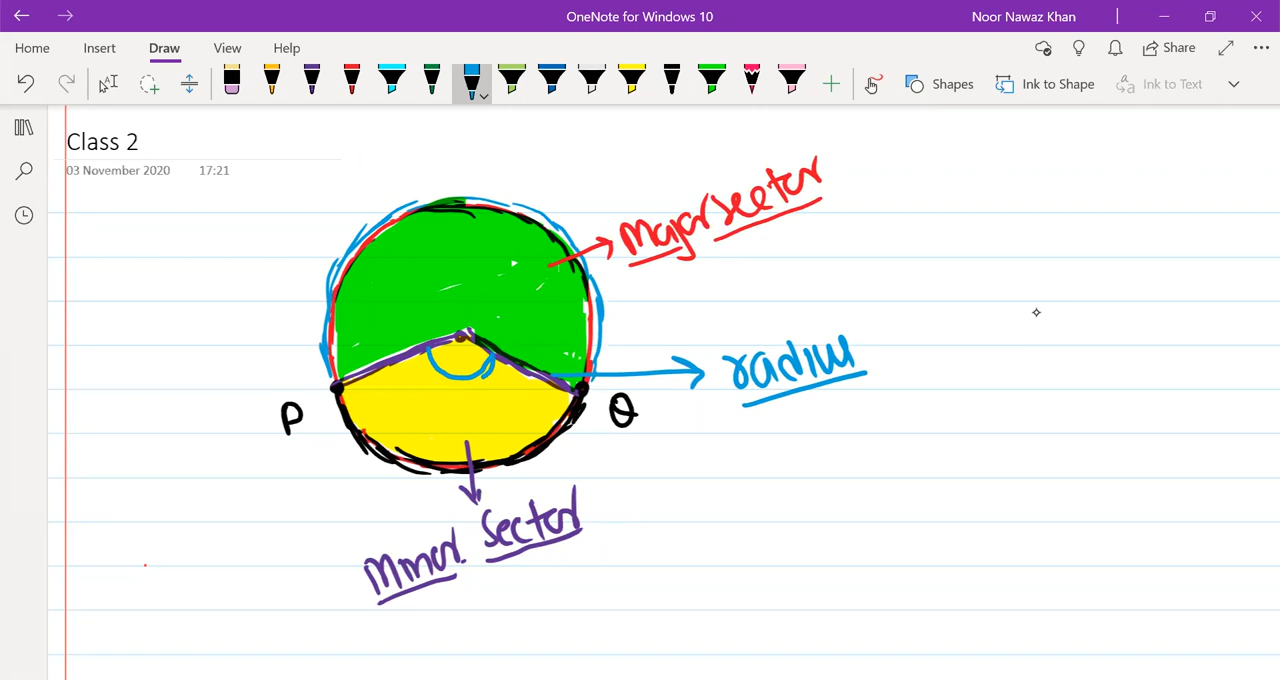 OneNote for Windows 10
Noor Nawaz Khan
Home Insert Draw View Help
Share
Shapes Ink to Shape Ink to Text
Class 2
03 November 2020 17:21
Major Sector
radius
P
Q
Minor Sector